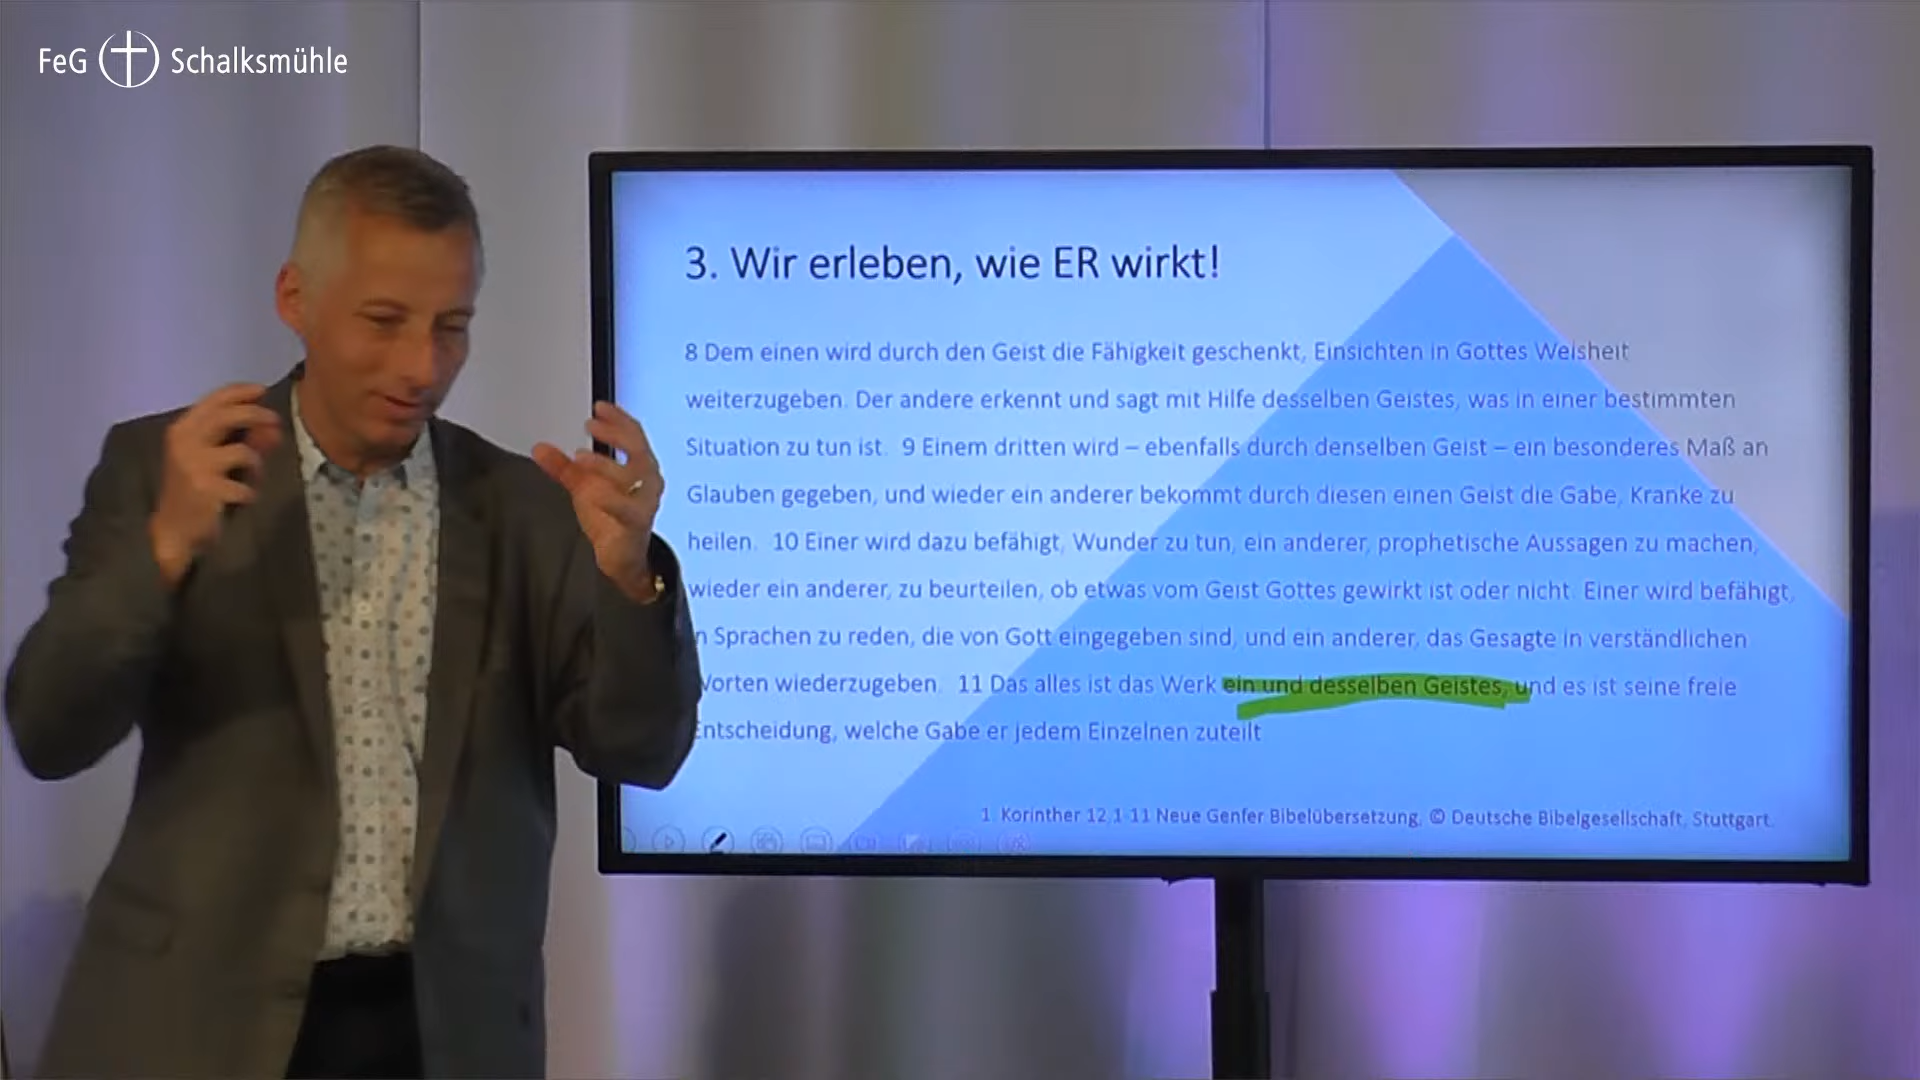 FeG Schalksmühle
3. Wir erleben, wie ER wirkt!
8 Dem einen wird durch den Geist die Fähigkeit geschenkt, Einsichten in Gottes Weisheit
weiterzugeben. Der andere erkennt und sagt mit Hilfe desselben Geistes, was in einer bestimmten
Situation zu tun ist. 9 Einem dritten wird – ebenfalls durch denselben Geist – ein besonderes Maß an
Glauben gegeben, und wieder ein anderer bekommt durch diesen einen Geist die Gabe, Kranke zu
heilen. 10 Einer wird dazu befähigt, Wunder zu tun, ein anderer, prophetische Aussagen zu machen,
wieder ein anderer, zu beurteilen, ob etwas vom Geist Gottes gewirkt ist oder nicht. Einer wird befähigt,
n Sprachen zu reden, die von Gott eingegeben sind, und ein anderer, das Gesagte in verständlichen
Worten wiederzugeben. 11 Das alles ist das Werk ein und desselben Geistes, und es ist seine freie
Entscheidung, welche Gabe er jedem Einzelnen zuteilt
1. Korinther 12,1-11 Neue Genfer Bibelübersetzung, © Deutsche Bibelgesellschaft, Stuttgart.